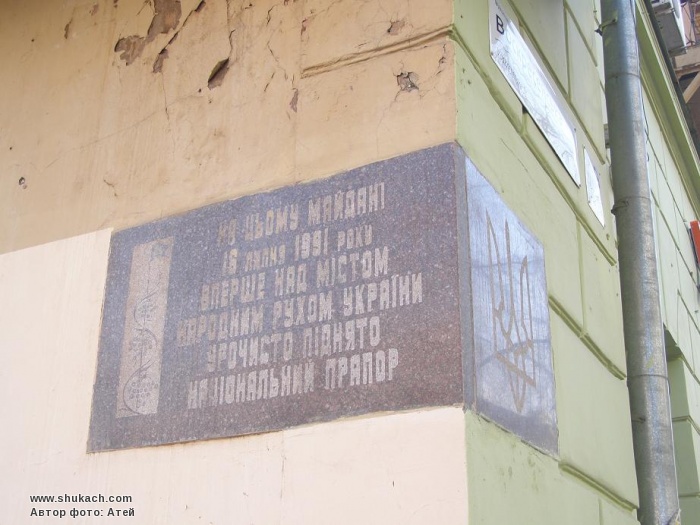 НА ЦЬОМУ МАЙДАНІ
16 ЛИПНЯ 1991 РОКУ
ВПЕРШЕ НАД МІСТОМ
НАРОДНИМ РУХОМ УКРАЇНИ
УРОЧИСТО ПІДНЯТО
НАЦІОНАЛЬНИЙ ПРАПОР
В
www.shukach.com
Автор фото: Атей